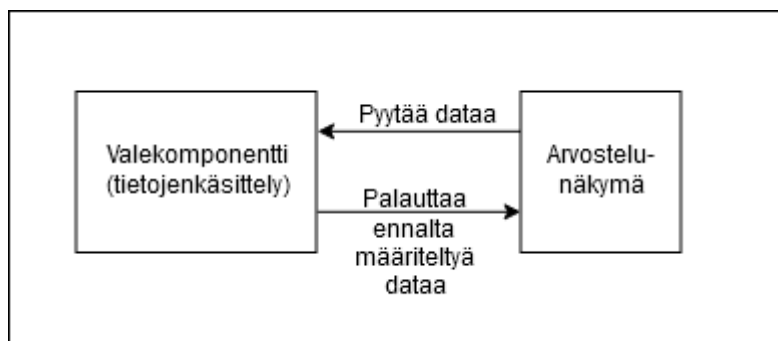 Valekomponentti
(tietojenkäsittely)
Pyytää dataa
Palauttaa
ennalta
määriteltyä
dataa
Arvostelu-
näkymä